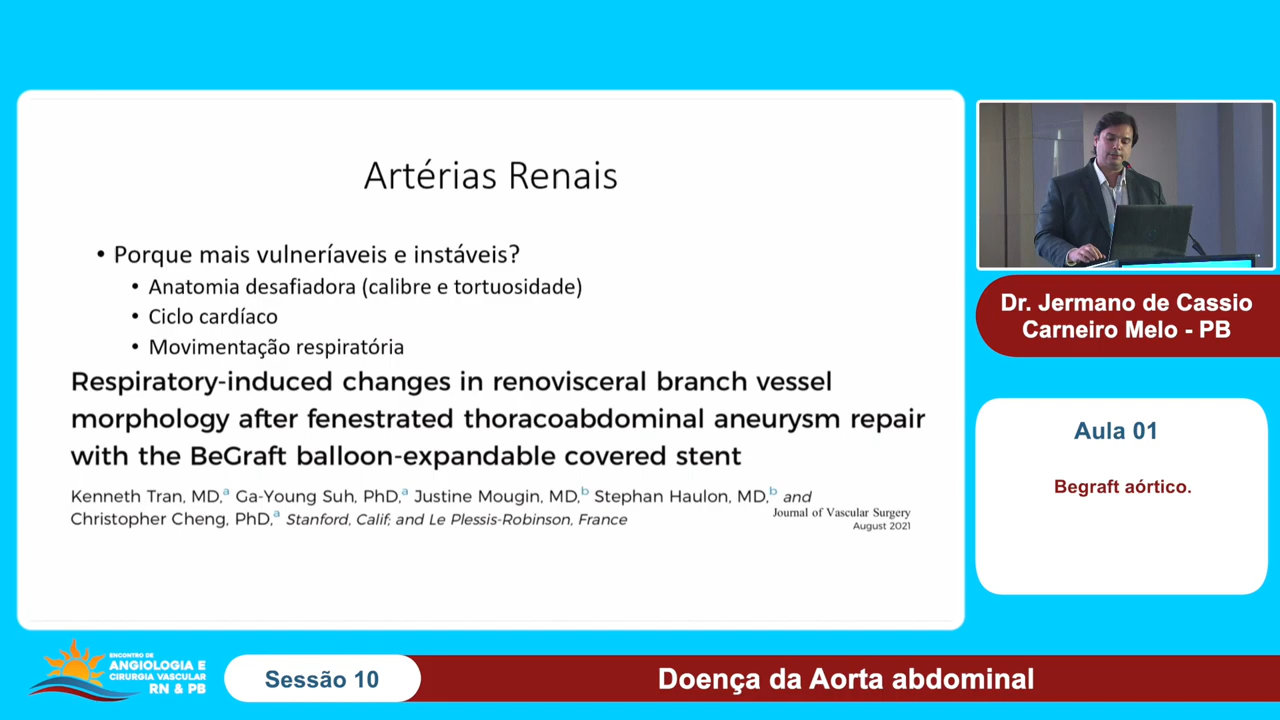 Artérias Renais
• Porque mais vulneríaveis e instáveis?
• Anatomia desafiadora (calibre e tortuosidade)
• Ciclo cardíaco
• Movimentação respiratória
Respiratory-induced changes in renovisceral branch vessel
morphology after fenestrated thoracoabdominal aneurysm repair
with the BeGraft balloon-expandable covered stent
Kenneth Tran, MD,a Ga-Young Suh, PhD,a Justine Mougin, MD,b Stephan Haulon, MD,b and
Christopher Cheng, PhD,a Stanford, Calif; and Le Plessis-Robinson, France
Journal of Vascular Surgery
August 2021
Dr. Jermano de Cassio
Carneiro Melo - PB
Aula 01
Begraft aórtico.
ENCONTRO DE
ANGIOLOGIA E
CIRURGIA VASCULAR
RN & PB
Sessão 10
Doença da Aorta abdominal